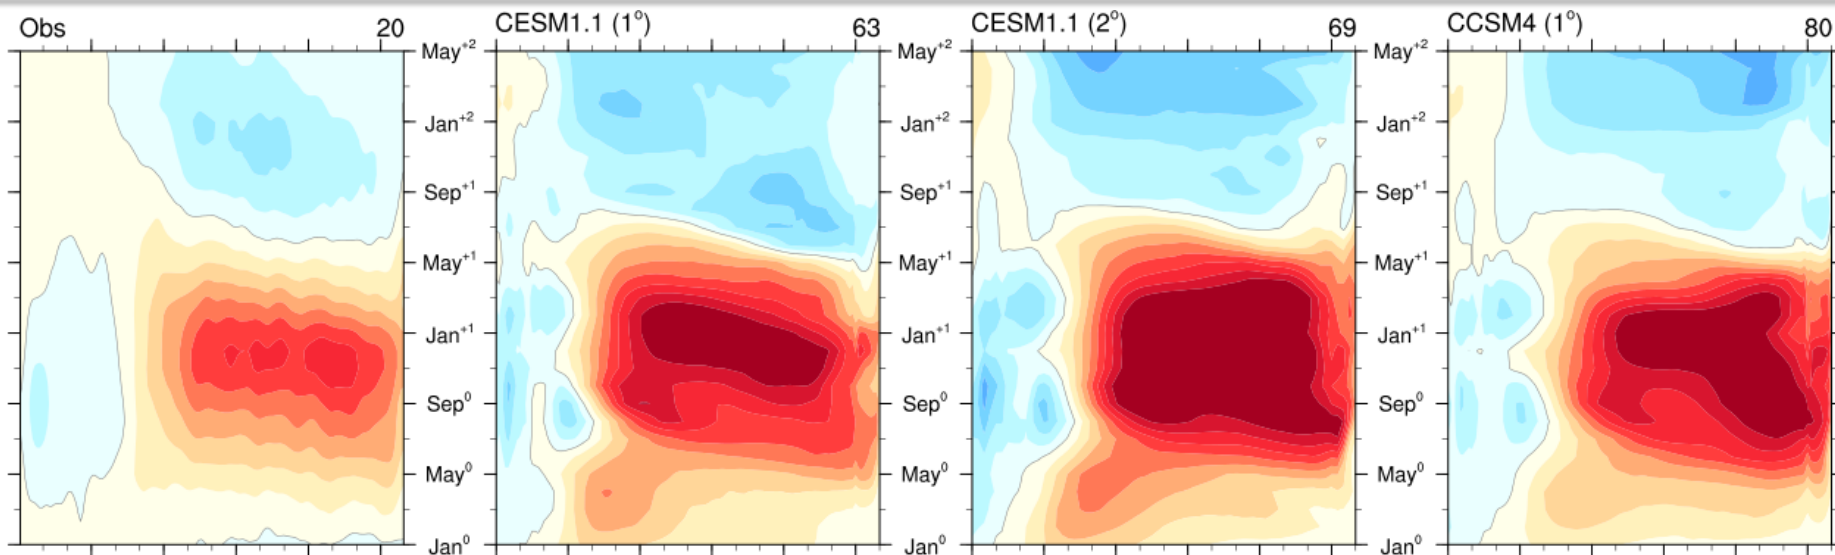 Obs 20
CESM1.1 (1°) 63
CESM1.1 (2°) 69
CCSM4 (1°) 80
May⁺² May⁺² May⁺²
Jan⁺² Jan⁺² Jan⁺²
Sep⁺¹ Sep⁺¹ Sep⁺¹
May⁺¹ May⁺¹ May⁺¹
Jan⁺¹ Jan⁺¹ Jan⁺¹
Sep⁰ Sep⁰ Sep⁰
May⁰ May⁰ May⁰
Jan⁰ Jan⁰ Jan⁰